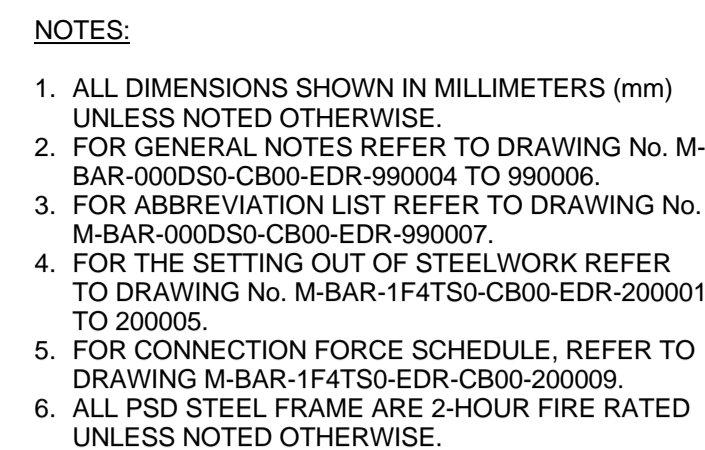 NOTES:
1. ALL DIMENSIONS SHOWN IN MILLIMETERS (mm)
UNLESS NOTED OTHERWISE.
2. FOR GENERAL NOTES REFER TO DRAWING No. M-
BAR-000DS0-CB00-EDR-990004 TO 990006.
3. FOR ABBREVIATION LIST REFER TO DRAWING No.
M-BAR-000DS0-CB00-EDR-990007.
4. FOR THE SETTING OUT OF STEELWORK REFER
TO DRAWING No. M-BAR-1F4TS0-CB00-EDR-200001
TO 200005.
5. FOR CONNECTION FORCE SCHEDULE, REFER TO
DRAWING M-BAR-1F4TS0-EDR-CB00-200009.
6. ALL PSD STEEL FRAME ARE 2-HOUR FIRE RATED
UNLESS NOTED OTHERWISE.